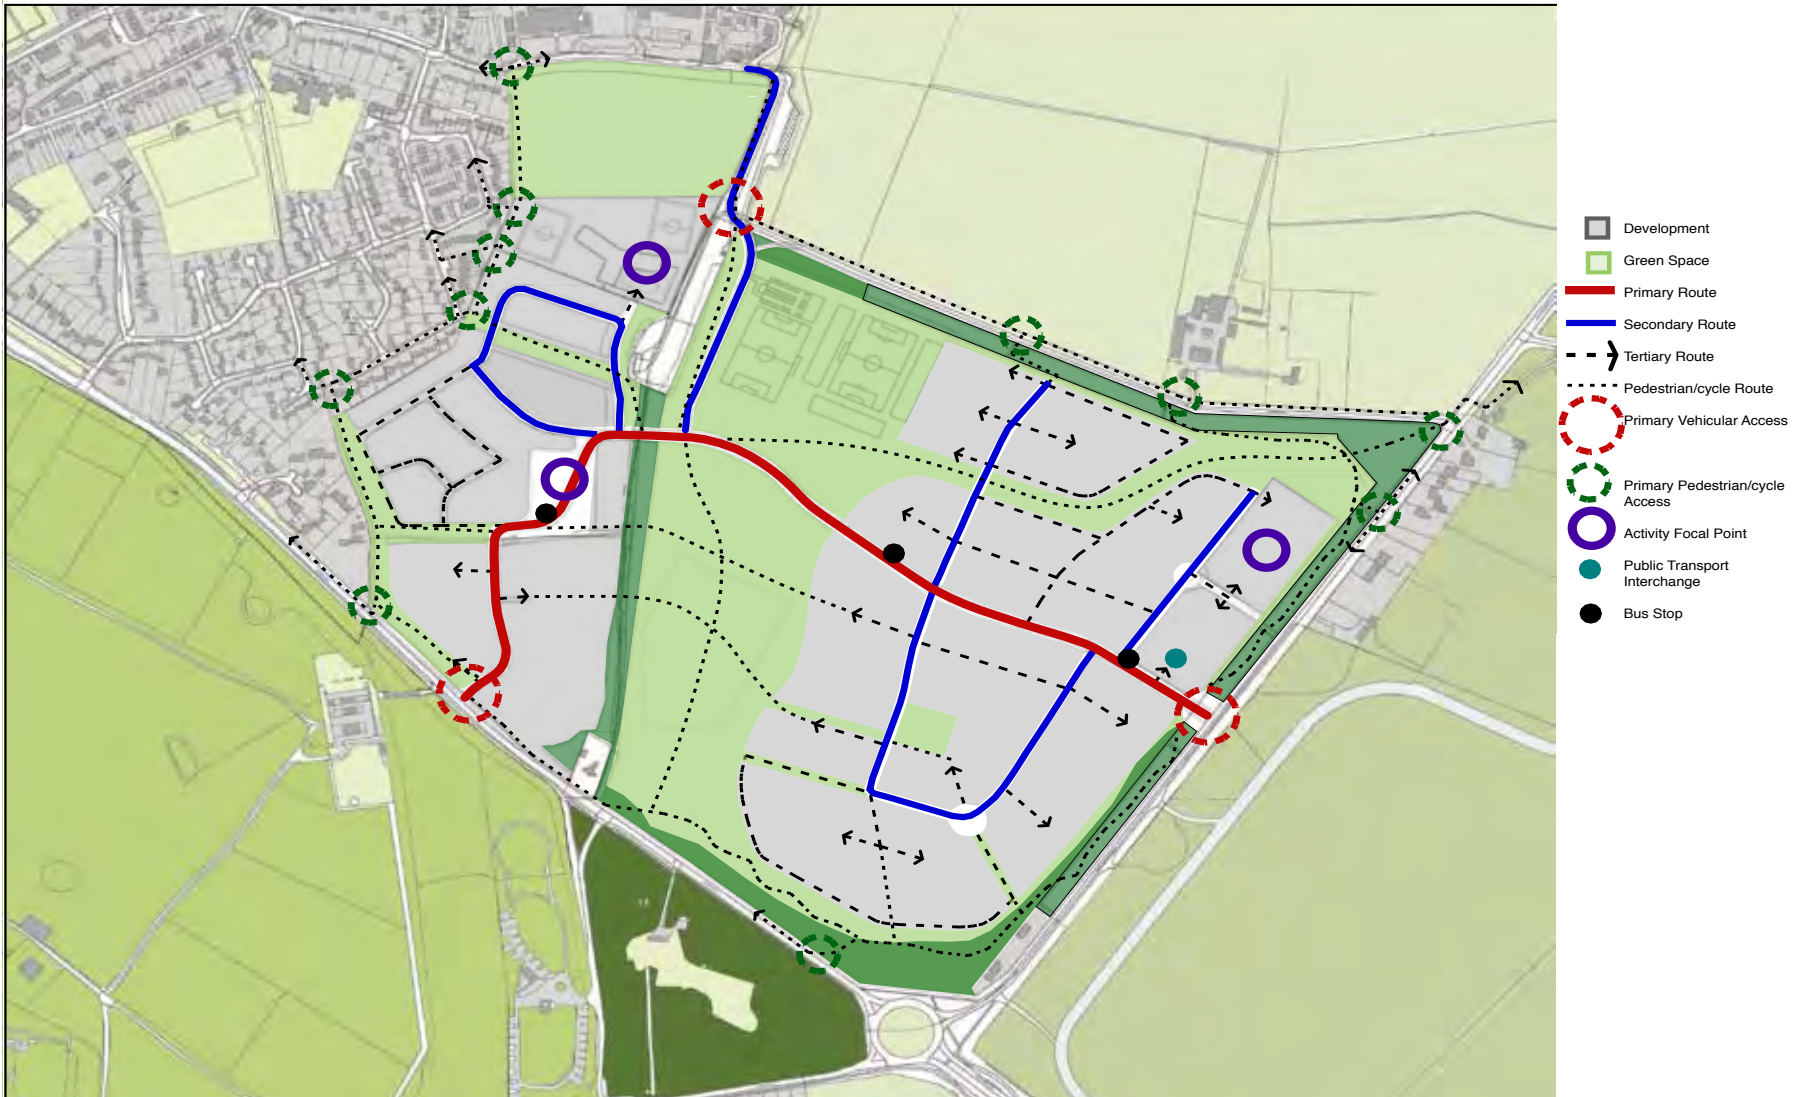 Development
Green Space
Primary Route
Secondary Route
Tertiary Route
Pedestrian/cycle Route
Primary Vehicular Access
Primary Pedestrian/cycle
Access
Activity Focal Point
Public Transport
Interchange
Bus Stop